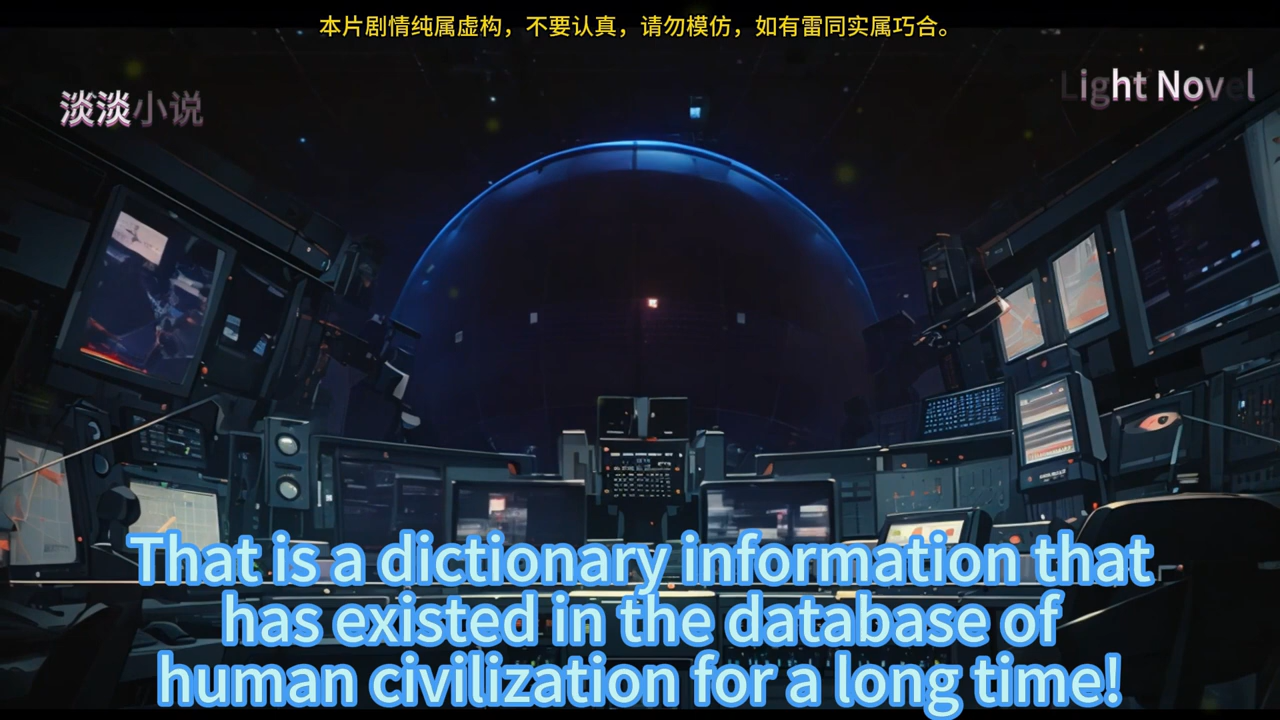 本片剧情纯属虚构，不要认真，请勿模仿，如有雷同实属巧合。
淡淡小说
Light Novel
That is a dictionary information that
has existed in the database of
human civilization for a long time!